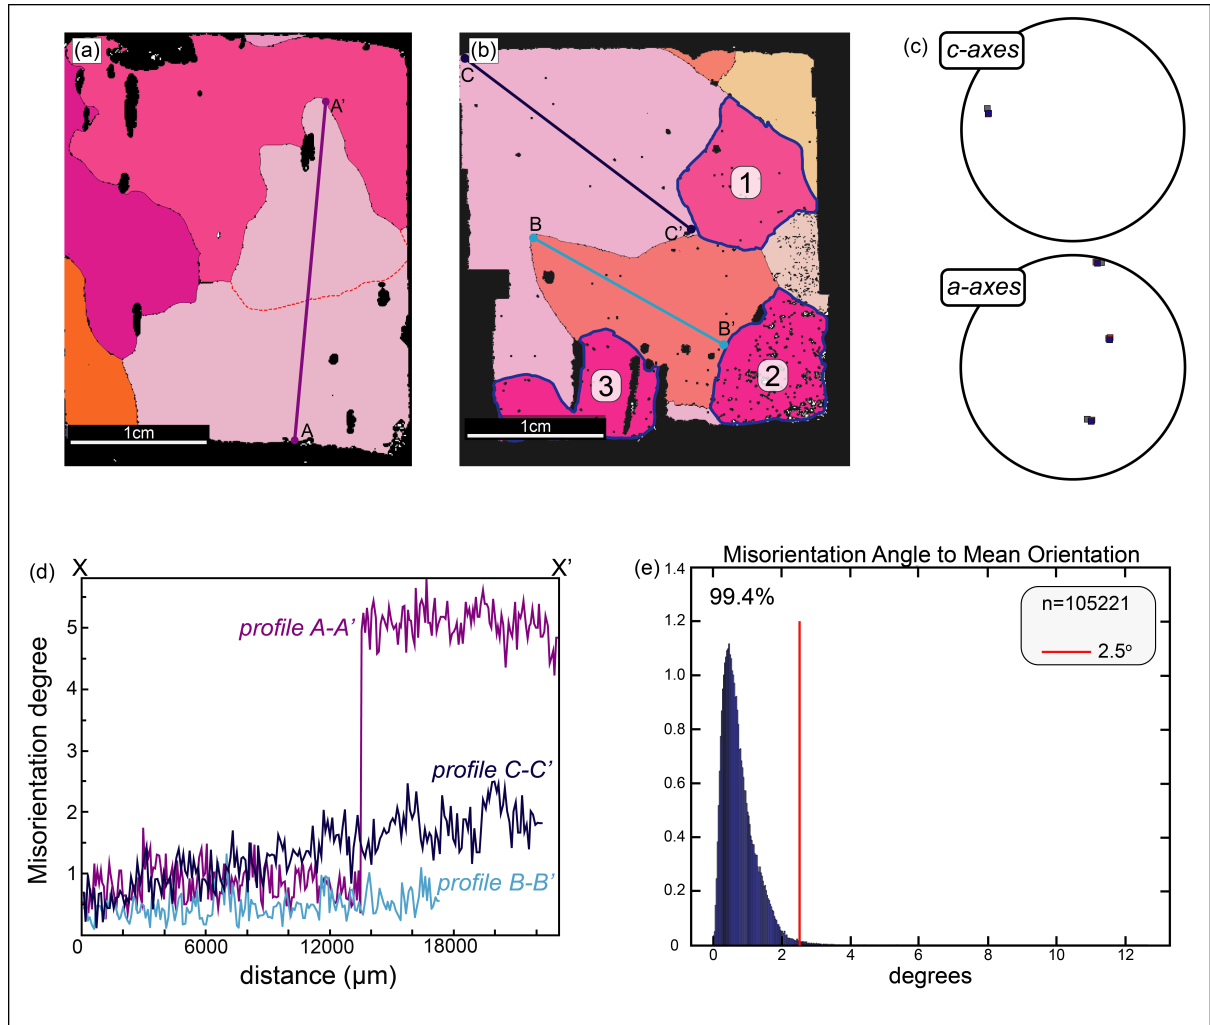 (a)
A'
A
1cm
(b)
C
1
B
C'
B'
3
2
1cm
(c)
c-axes
a-axes
(d)
X
X'
Misorientation degree
5
4
3
2
1
profile A-A'
profile C-C'
profile B-B'
0
6000
12000
18000
distance (µm)
(e)
Misorientation Angle to Mean Orientation
1.4
1.2
1.0
0.8
0.6
0.4
0.2
0
99.4%
n=105221
2.5º
0
2
4
6
8
10
12
degrees